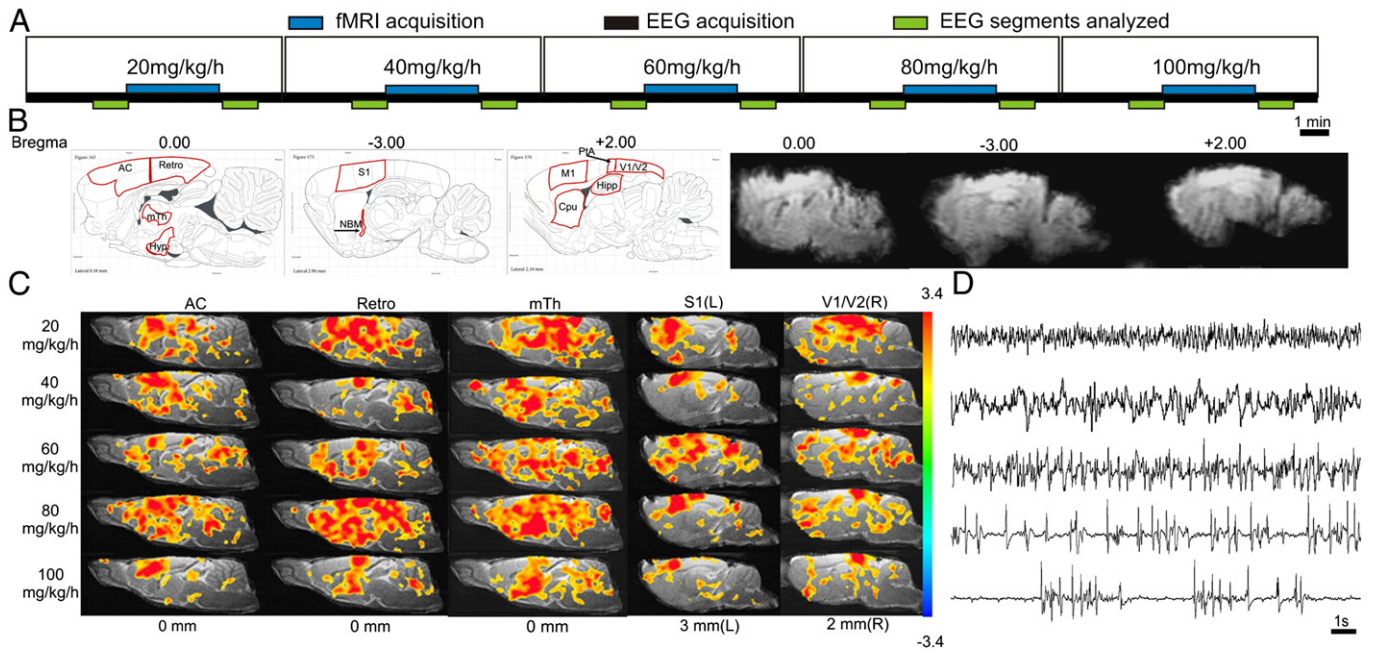 A
fMRI acquisition EEG acquisition EEG segments analyzed
20mg/kg/h 40mg/kg/h 60mg/kg/h 80mg/kg/h 100mg/kg/h
1 min
B
Bregma 0.00 -3.00 +2.00 0.00 -3.00 +2.00
AC Retro mTh Hyp
S1 NBM
PtA V1/V2 M1 Hipp Cpu
Lateral 0.10 mm
C
AC Retro mTh S1(L) V1/V2(R) 3.4
20
mg/kg/h
40
mg/kg/h
60
mg/kg/h
80
mg/kg/h
100
mg/kg/h
0 mm 0 mm 0 mm 3 mm(L) 2 mm(R)
-3.4
D
1s